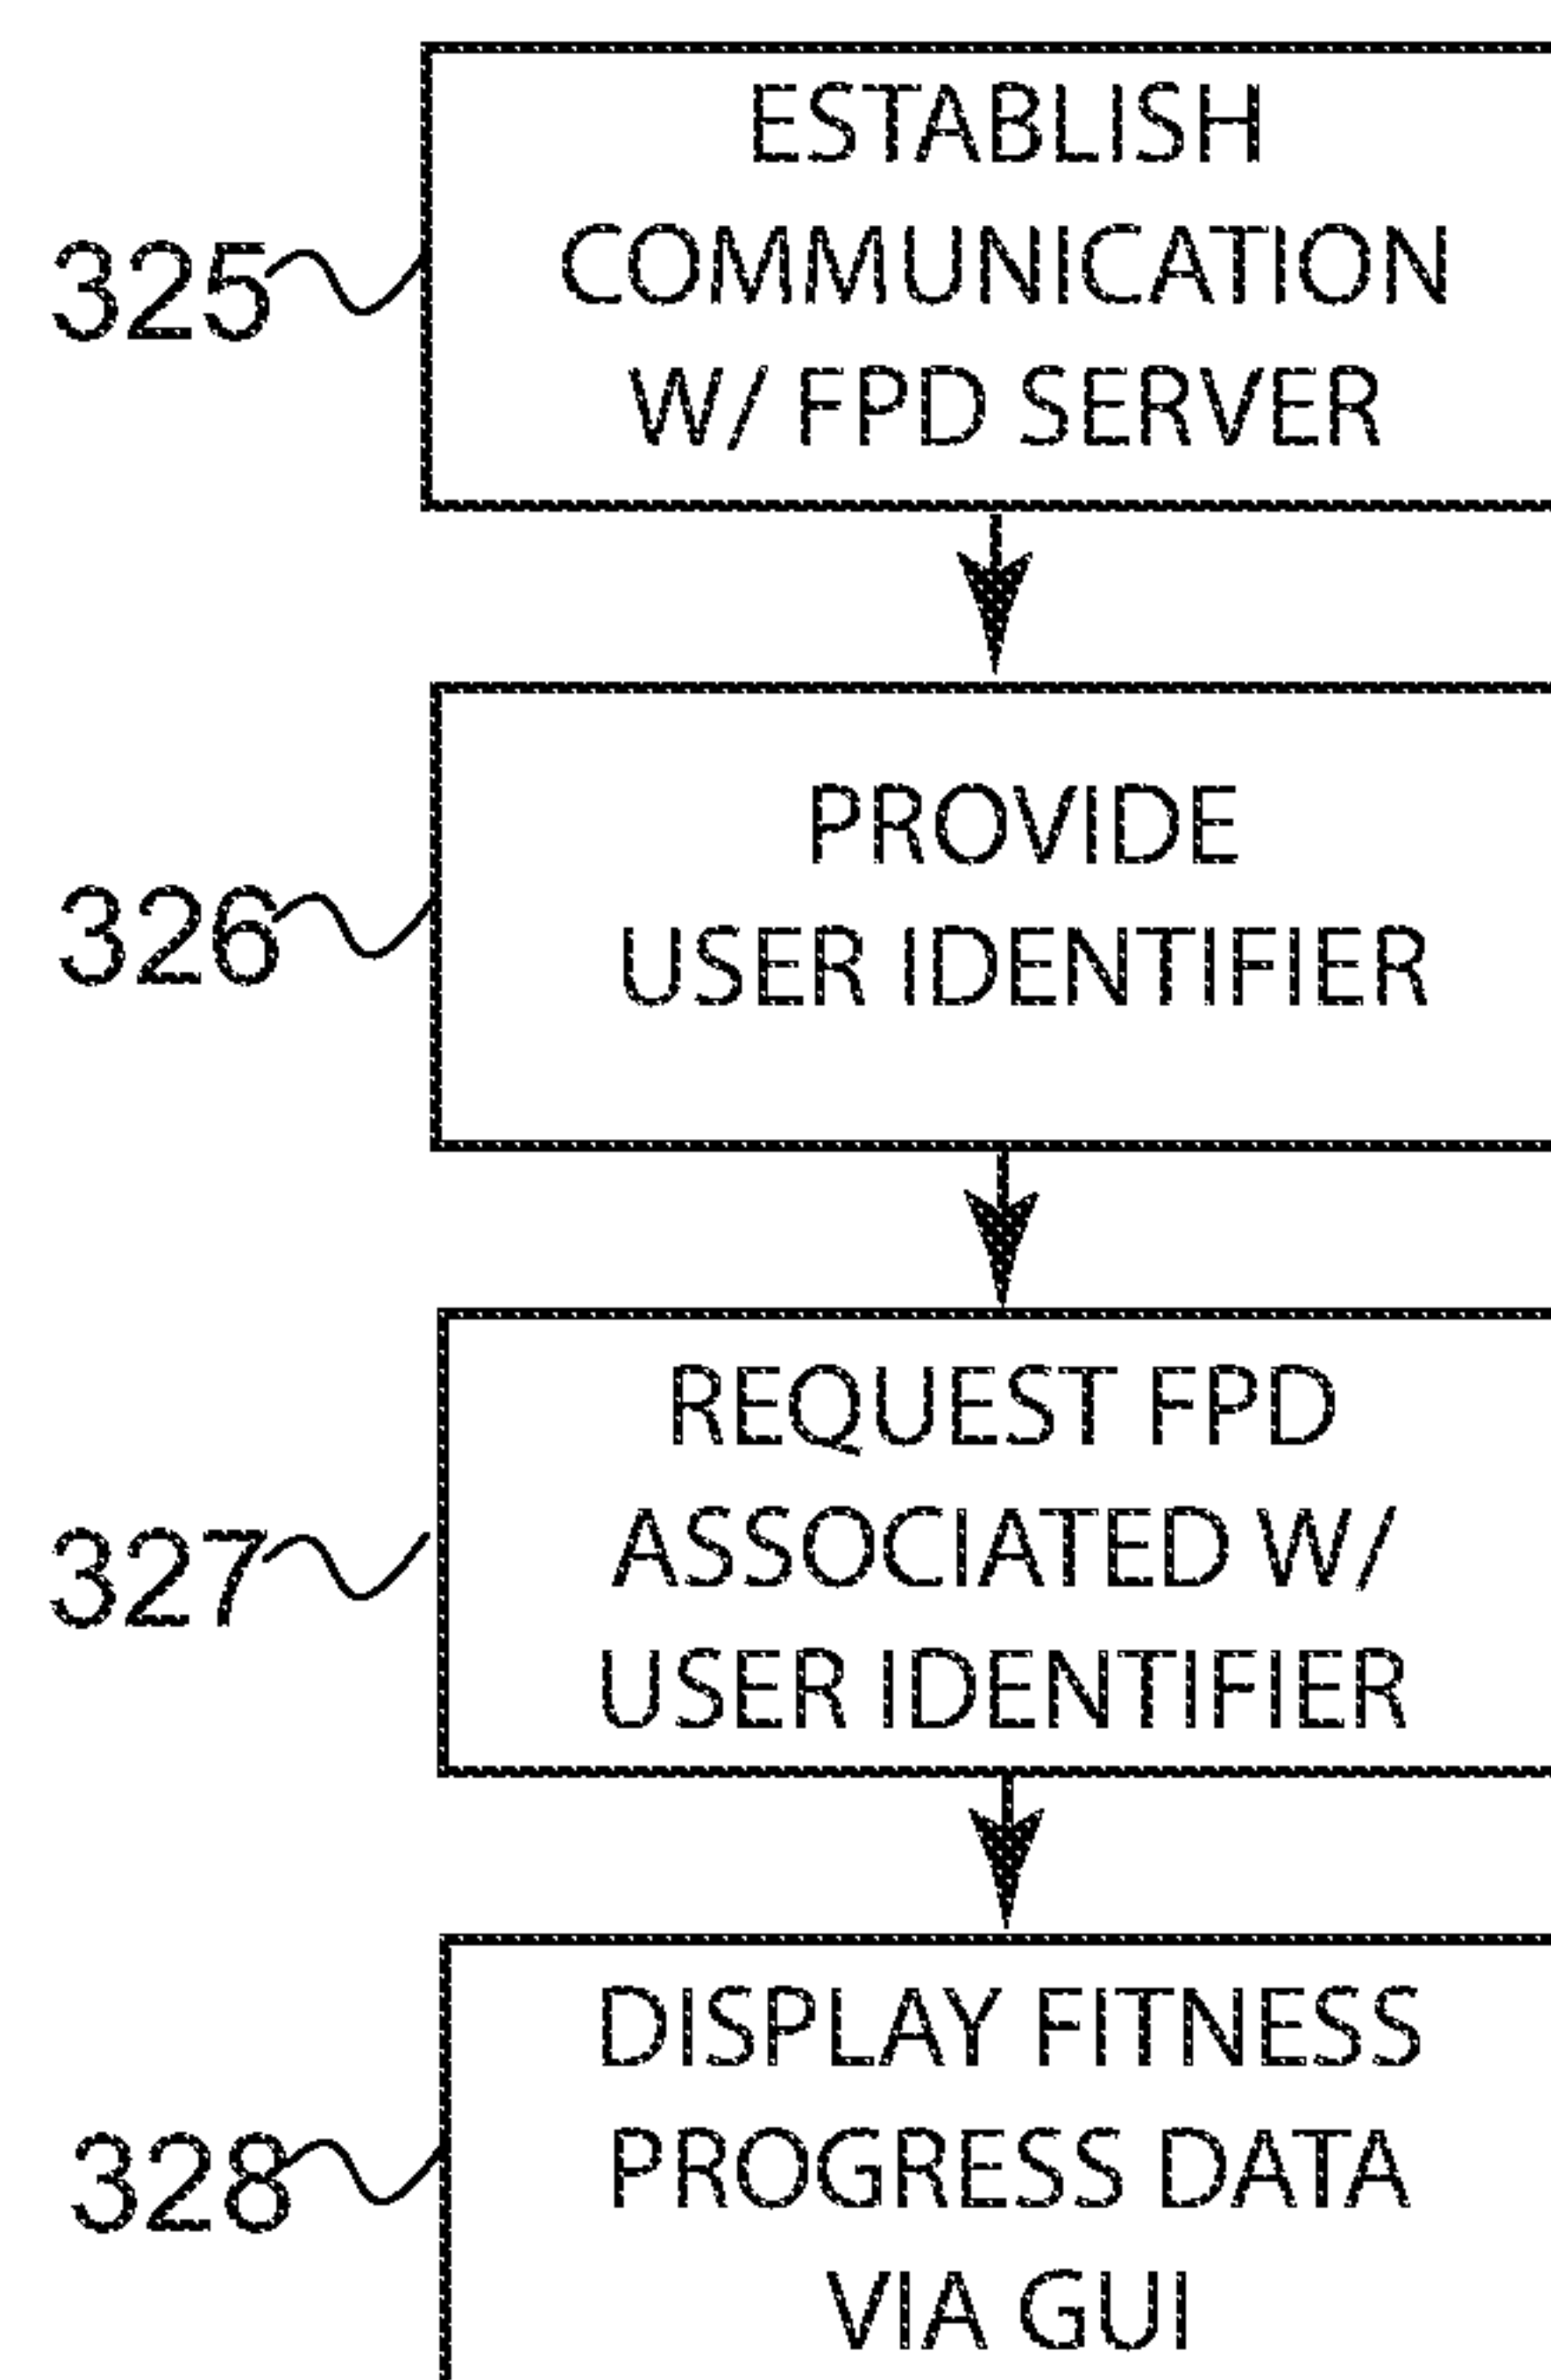 ESTABLISH
COMMUNICATION
W/ FPD SERVER
325
PROVIDE
USER IDENTIFIER
326
REQUEST FPD
ASSOCIATED W/
USER IDENTIFIER
327
DISPLAY FITNESS
PROGRESS DATA
VIA GUI
328